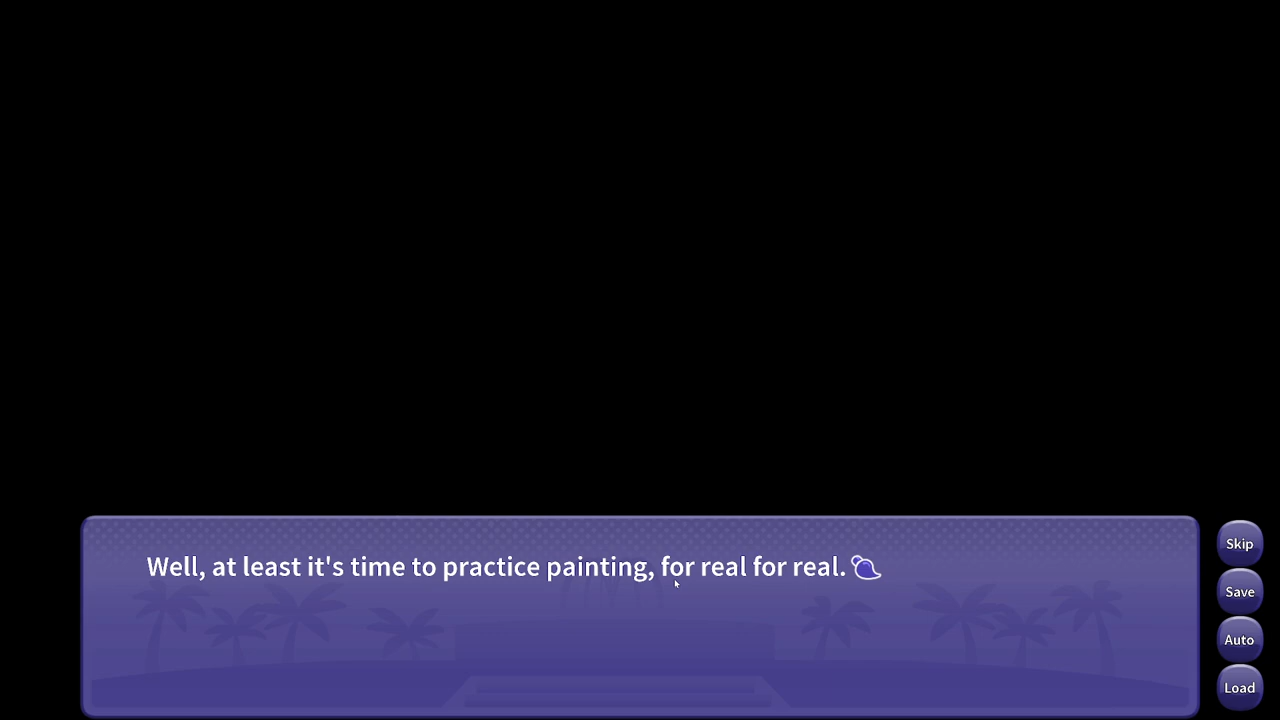 Well, at least it's time to practice painting, for real for real.
Skip
Save
Auto
Load